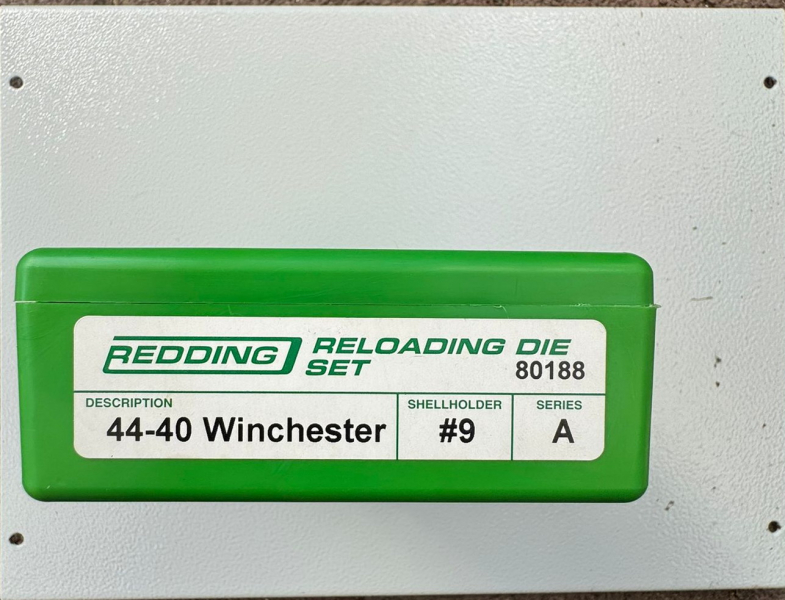 REDDING RELOADING DIE
SET 80188
DESCRIPTION SHELLHOLDER SERIES
44-40 Winchester #9 A